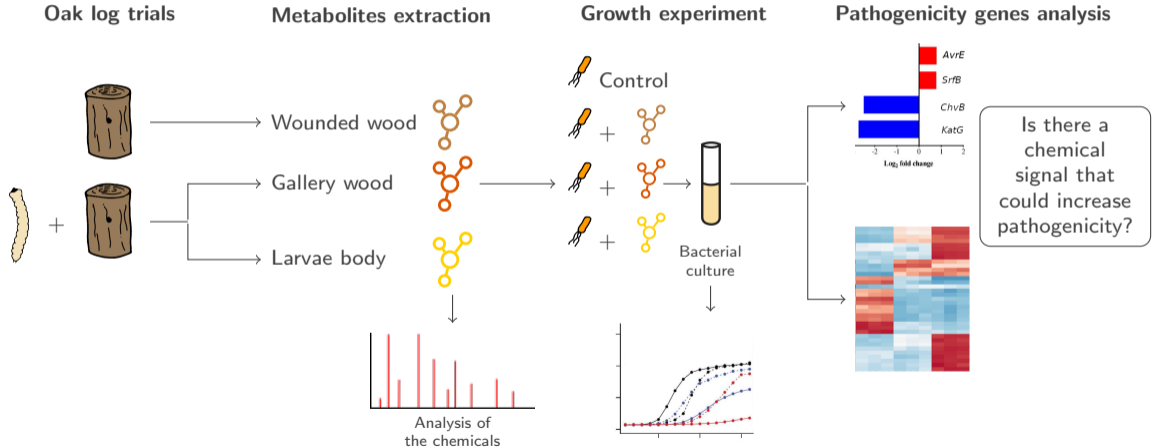 Oak log trials
Metabolites extraction
Growth experiment
Pathogenicity genes analysis
Wounded wood
Gallery wood
Larvae body
+
Analysis of
the chemicals
Control
+
+
+
Bacterial
culture
AvrE
SrfB
ChvB
KatG
-2 -1 0 1 2
Log2 fold change
Is there a
chemical
signal that
could increase
pathogenicity?